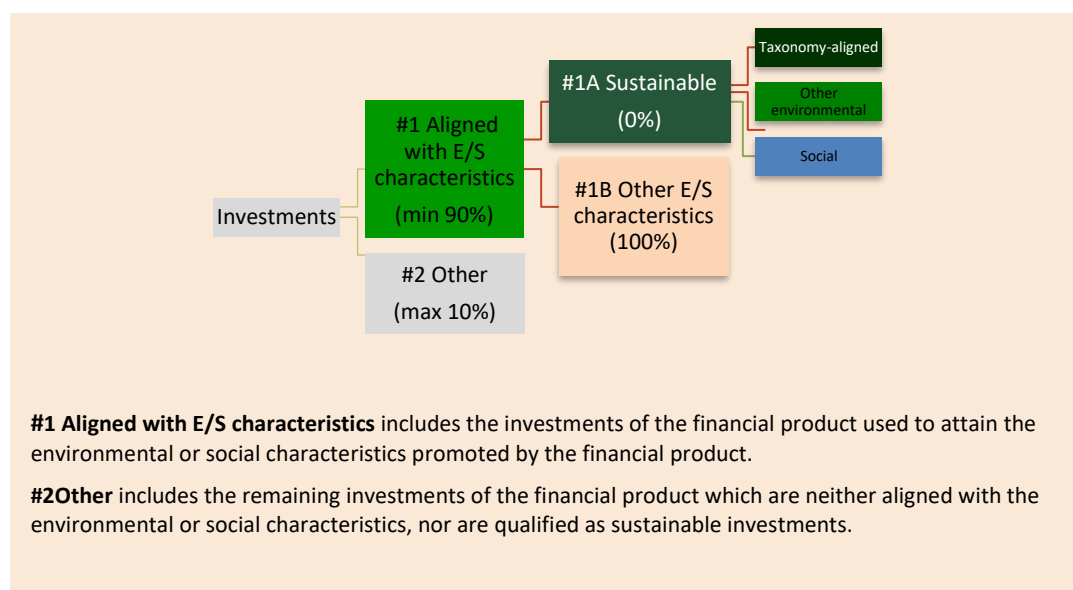 Investments
#1 Aligned
with E/S
characteristics
(min 90%)
#2 Other
(max 10%)
#1A Sustainable
(0%)
#1B Other E/S
characteristics
(100%)
Taxonomy-aligned
Other
environmental
Social
#1 Aligned with E/S characteristics includes the investments of the financial product used to attain the
environmental or social characteristics promoted by the financial product.
#2Other includes the remaining investments of the financial product which are neither aligned with the
environmental or social characteristics, nor are qualified as sustainable investments.